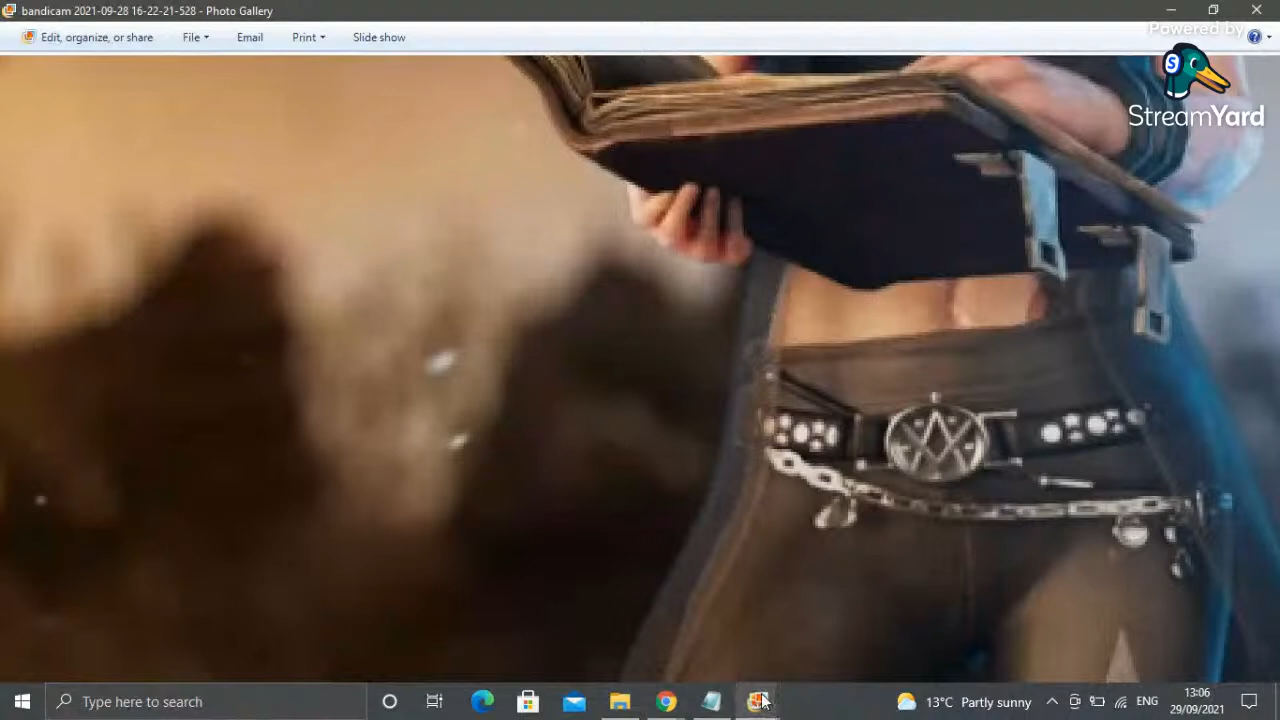 bandicam 2021-09-28 16-22-21-528 - Photo Gallery
Powered by
Edit, organize, or share
File
Email
Print
Slide show
S
StreamYard
Type here to search
13°C Partly sunny
ENG
13:06
29/09/2021